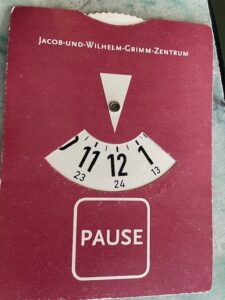 JACOB-UND-WILHELM-GRIMM-ZENTRUM
11 12 1
23 24 13
PAUSE